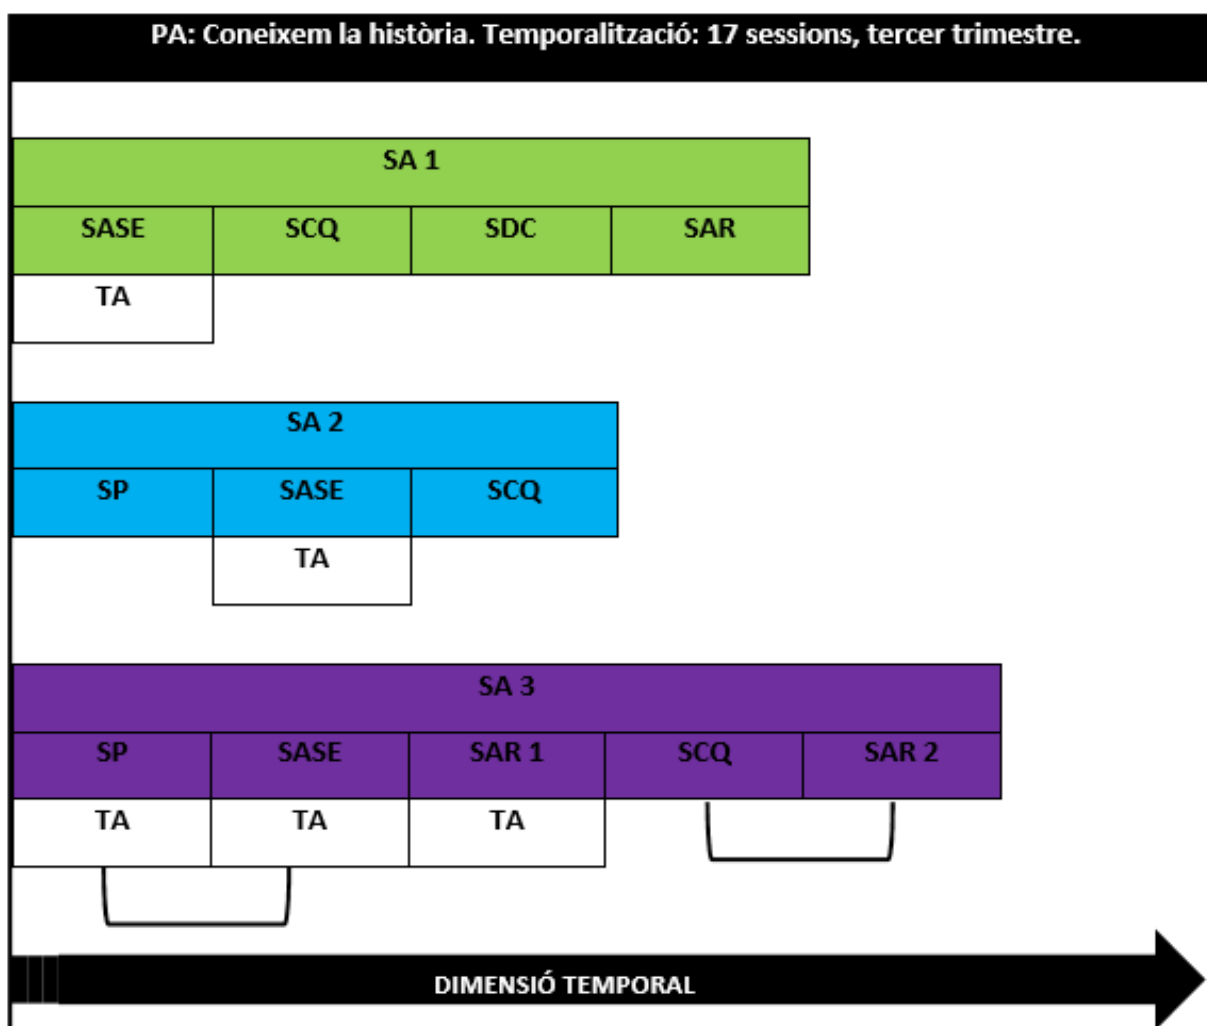 PA: Coneixem la història. Temporalització: 17 sessions, tercer trimestre.
SA 1
SASE SCQ SDC SAR
TA
SA 2
SP SASE SCQ
TA
SA 3
SP SASE SAR 1 SCQ SAR 2
TA TA TA
DIMENSIÓ TEMPORAL